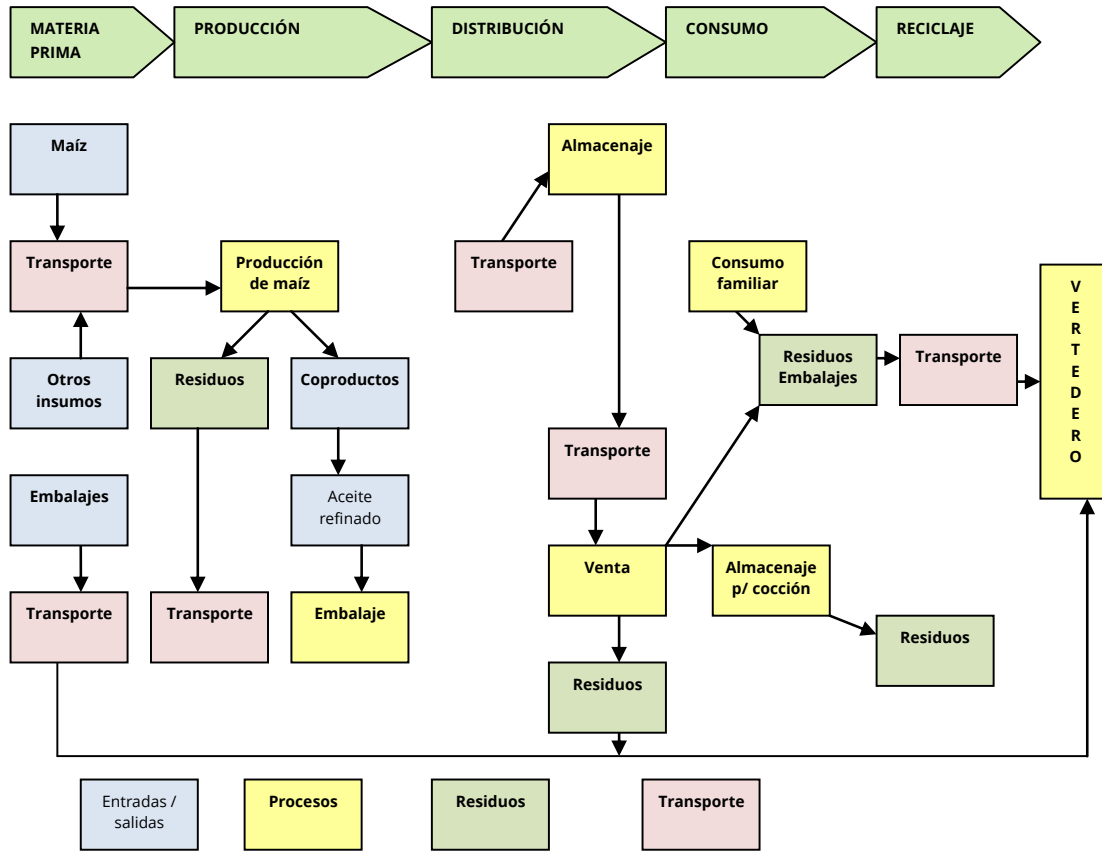 MATERIA
PRIMA
PRODUCCIÓN
DISTRIBUCIÓN
CONSUMO
RECICLAJE
Maíz
Almacenaje
Transporte
Producción
de maíz
Transporte
Consumo
familiar
V
E
R
T
E
D
E
R
O
Residuos
Embalajes
Transporte
Otros
insumos
Residuos
Coproductos
Transporte
Embalajes
Aceite
refinado
Venta
Almacenaje
p/ cocción
Transporte
Transporte
Embalaje
Residuos
Residuos
Entradas /
salidas
Procesos
Residuos
Transporte